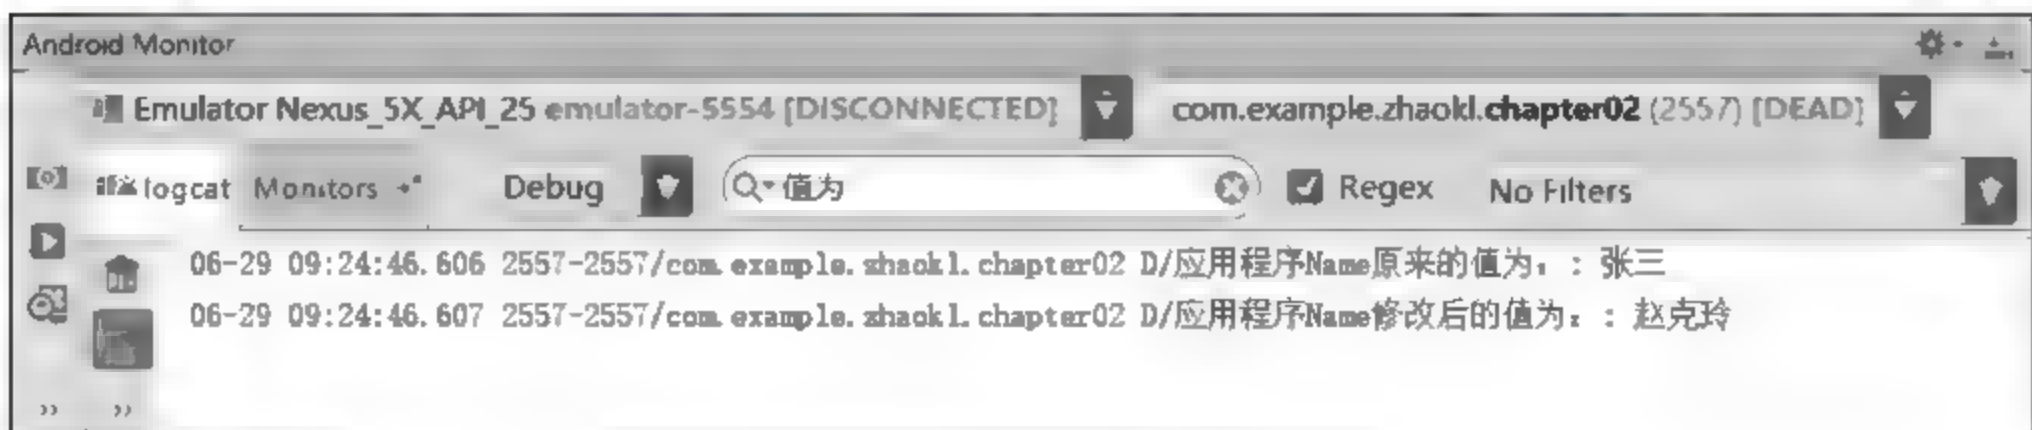 Android Monitor
Emulator Nexus_5X_API_25 emulator-5554 [DISCONNECTED] com.example.zhaokl.chapter02 (2557) [DEAD]
logcat Monitors Debug 值为 Regex No Filters
06-29 09:24:46.606 2557-2557/com.example.zhaokl.chapter02 D/应用程序Name原来的值为：: 张三
06-29 09:24:46.607 2557-2557/com.example.zhaokl.chapter02 D/应用程序Name修改后的值为：: 赵克玲